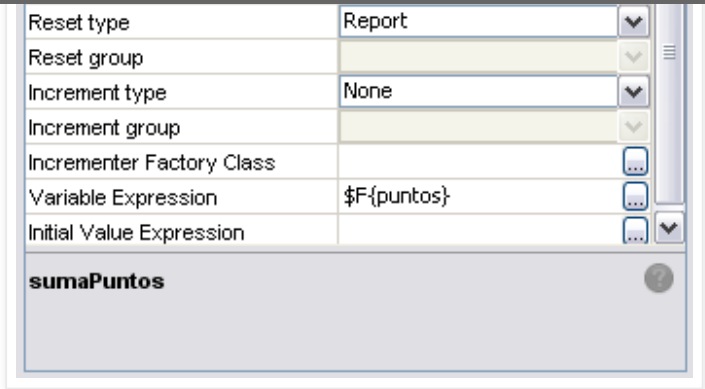 Reset type Report
Reset group
Increment type None
Increment group
Incrementer Factory Class ...
Variable Expression $F{puntos} ...
Initial Value Expression ...
sumaPuntos ?